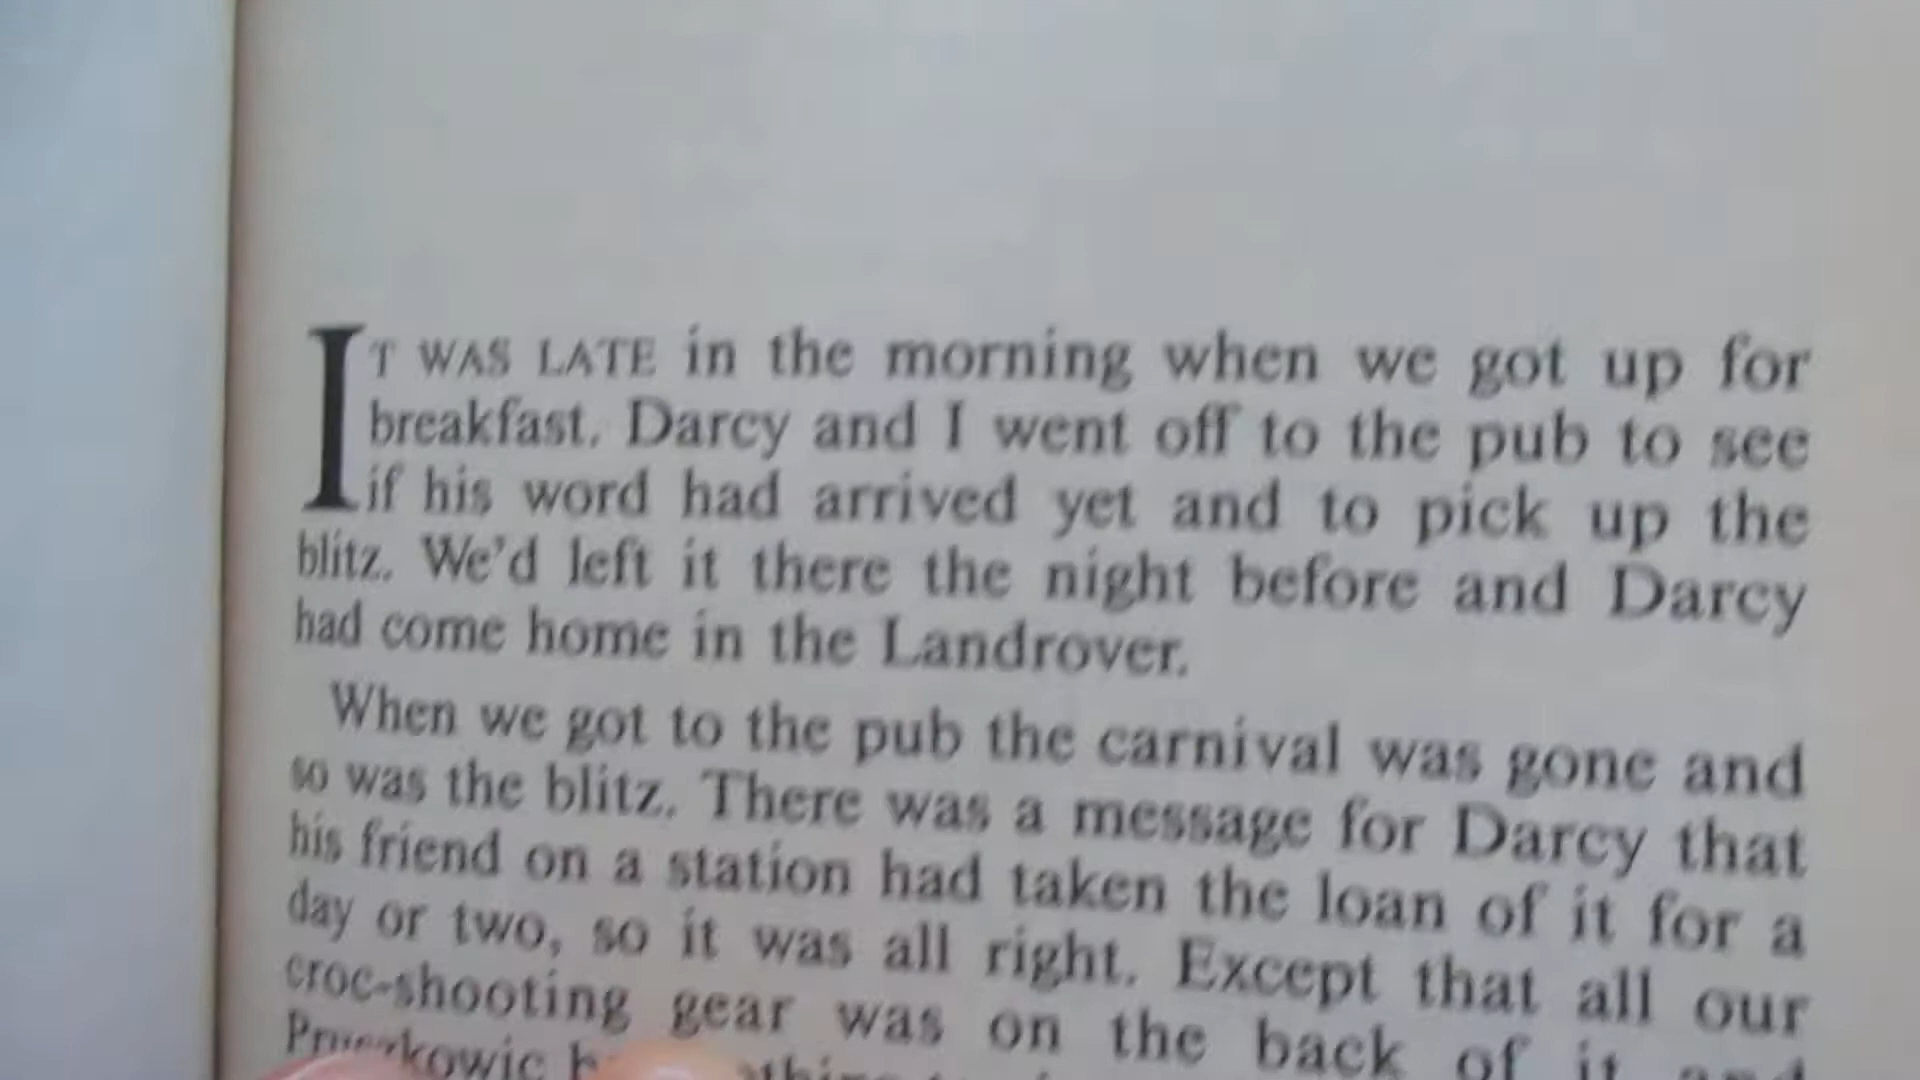 IT WAS LATE in the morning when we got up for
breakfast. Darcy and I went off to the pub to see
if his word had arrived yet and to pick up the
blitz. We'd left it there the night before and Darcy
had come home in the Landrover.
When we got to the pub the carnival was gone and
so was the blitz. There was a message for Darcy that
his friend on a station had taken the loan of it for a
day or two, so it was all right. Except that all our
croc-shooting gear was on the back of it and